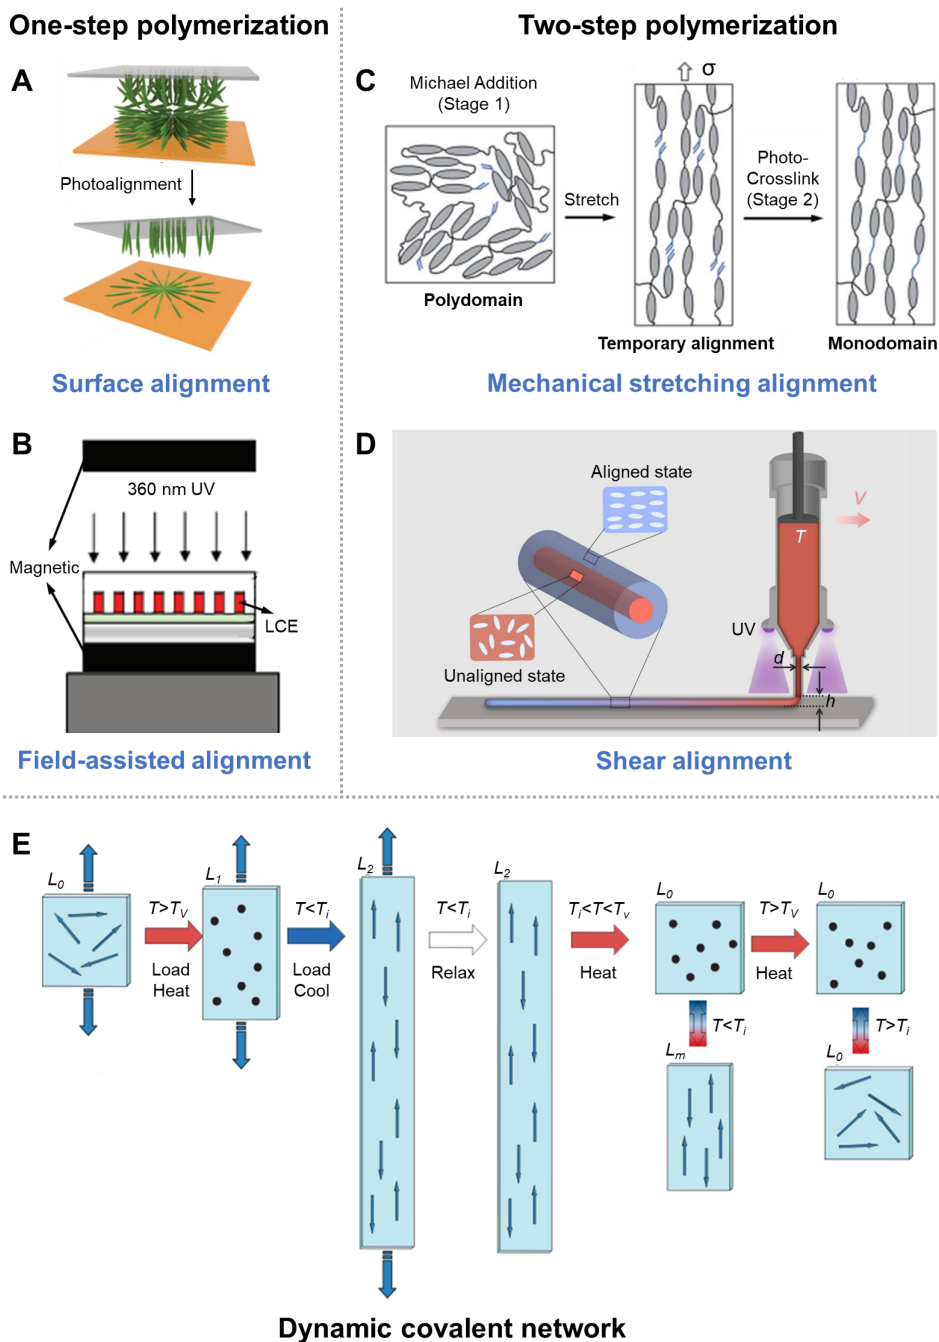 One-step polymerization
Two-step polymerization
A
Photoalignment
Surface alignment
B
360 nm UV
Magnetic
LCE
Field-assisted alignment
C
Michael Addition
(Stage 1)
Polydomain
Stretch
σ
Temporary alignment
Photo-
Crosslink
(Stage 2)
Monodomain
Mechanical stretching alignment
D
Aligned state
Unaligned state
V
T
UV
d
h
Shear alignment
E
L0
T>TV
Load
Heat
L1
T<Ti
Load
Cool
L2
T<Ti
Relax
L2
Ti<T<Tv
Heat
L0
T>TV
Heat
L0
T<Ti
Lm
T>Ti
L0
Dynamic covalent network